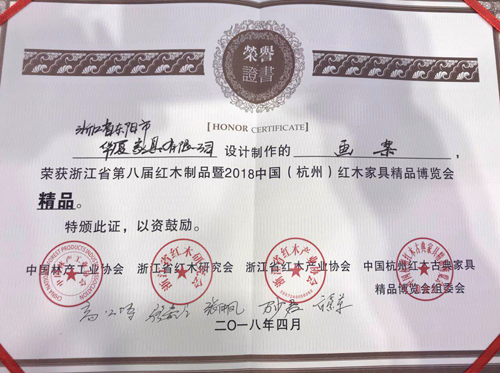 榮譽
證書
[ HONOR CERTIFICATE ]
浙江省东阳市
华厦家具有限公司 设计制作的 画案 ,
荣获浙江省第八届红木制品暨2018中国（杭州）红木家具精品博览会
精品。
特颁此证，以资鼓励。
中国林产工业协会 浙江省红木研究会 浙江省红木产业协会 中国杭州红木古典家具
精品博览会组委会
二〇一八年四月